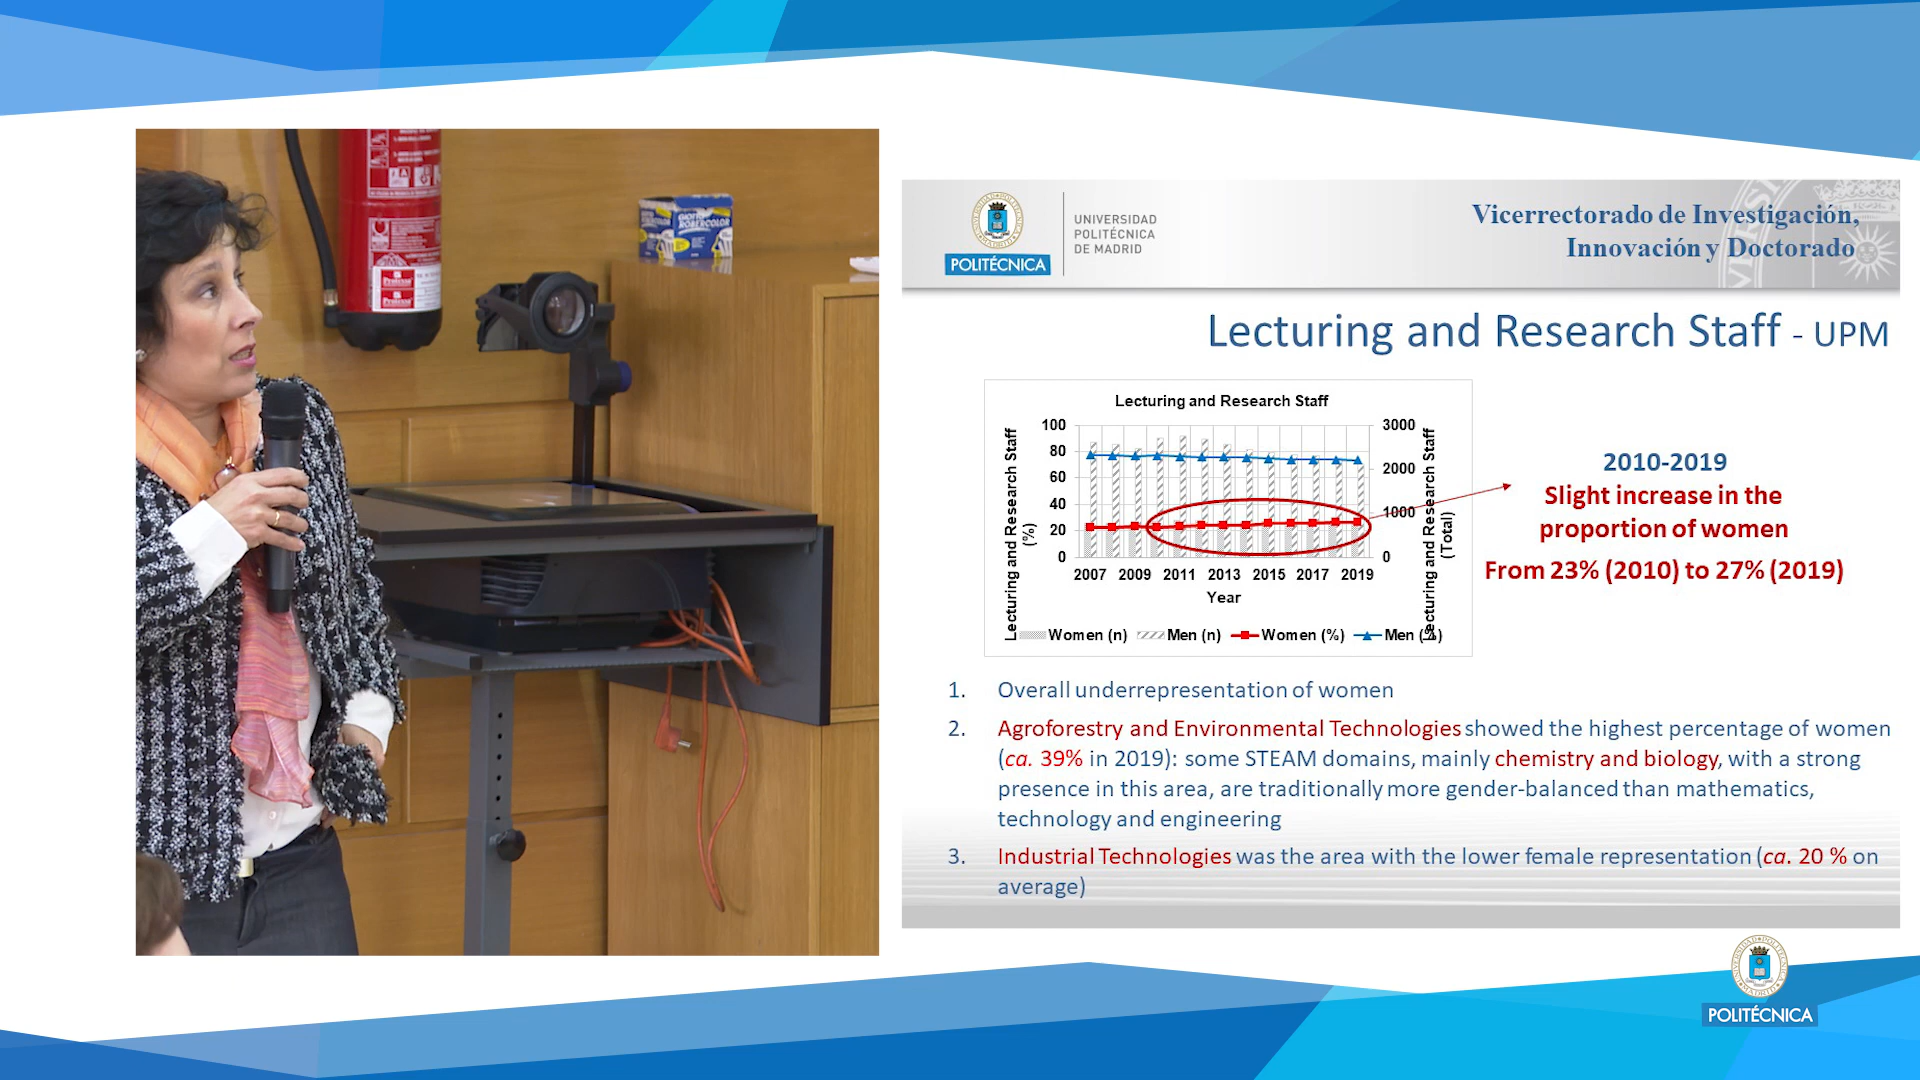 GIOTTO
ROBERCOLOR
UNIVERSIDAD
POLITÉCNICA
DE MADRID
POLITÉCNICA
Vicerrectorado de Investigación,
Innovación y Doctorado
Lecturing and Research Staff - UPM
Lecturing and Research Staff
Lecturing and Research Staff
(%)
100
80
60
40
20
0
3000
2000
1000
0
Lecturing and Research Staff
(Total)
2007 2009 2011 2013 2015 2017 2019
Year
Women (n) Men (n) Women (%) Men (%)
2010-2019
Slight increase in the
proportion of women
From 23% (2010) to 27% (2019)
1. Overall underrepresentation of women
2. Agroforestry and Environmental Technologies showed the highest percentage of women
(ca. 39% in 2019): some STEAM domains, mainly chemistry and biology, with a strong
presence in this area, are traditionally more gender-balanced than mathematics,
technology and engineering
3. Industrial Technologies was the area with the lower female representation (ca. 20 % on
average)
POLITÉCNICA